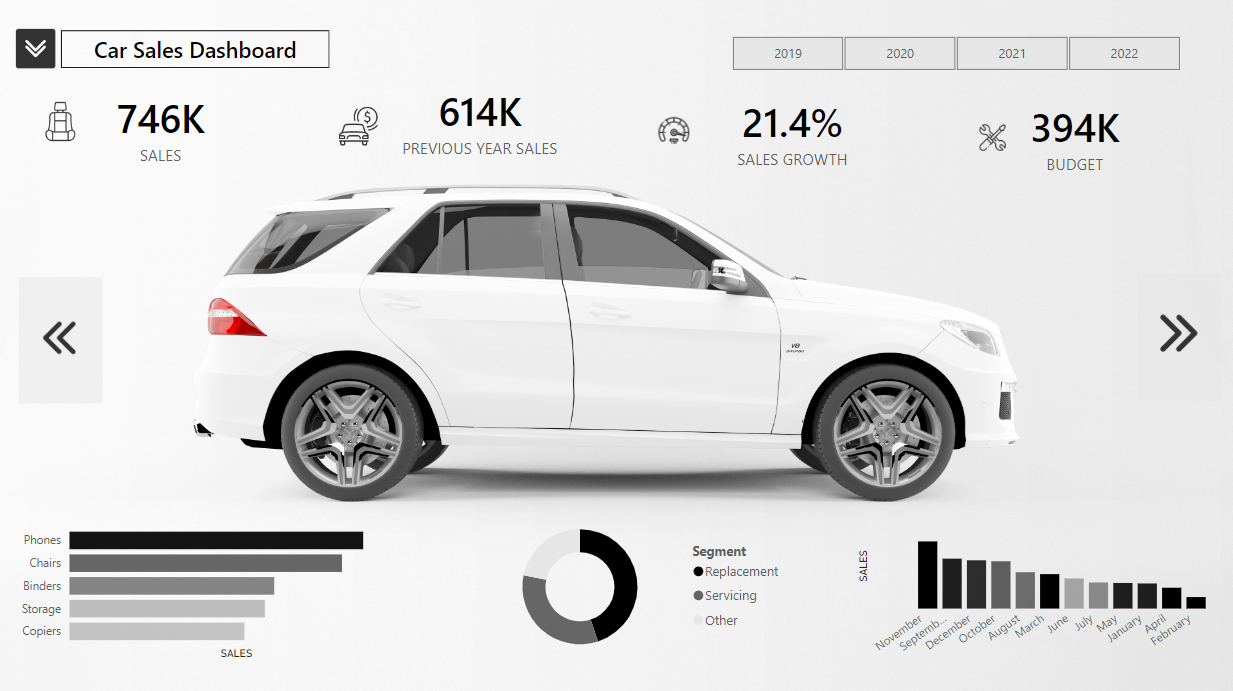 Car Sales Dashboard
2019
2020
2021
2022
746K
SALES
614K
PREVIOUS YEAR SALES
21.4%
SALES GROWTH
394K
BUDGET
V8
Phones
Chairs
Binders
Storage
Copiers
SALES
Segment
Replacement
Servicing
Other
SALES
November
Septemb...
December
October
August
March
June
July
May
January
April
February